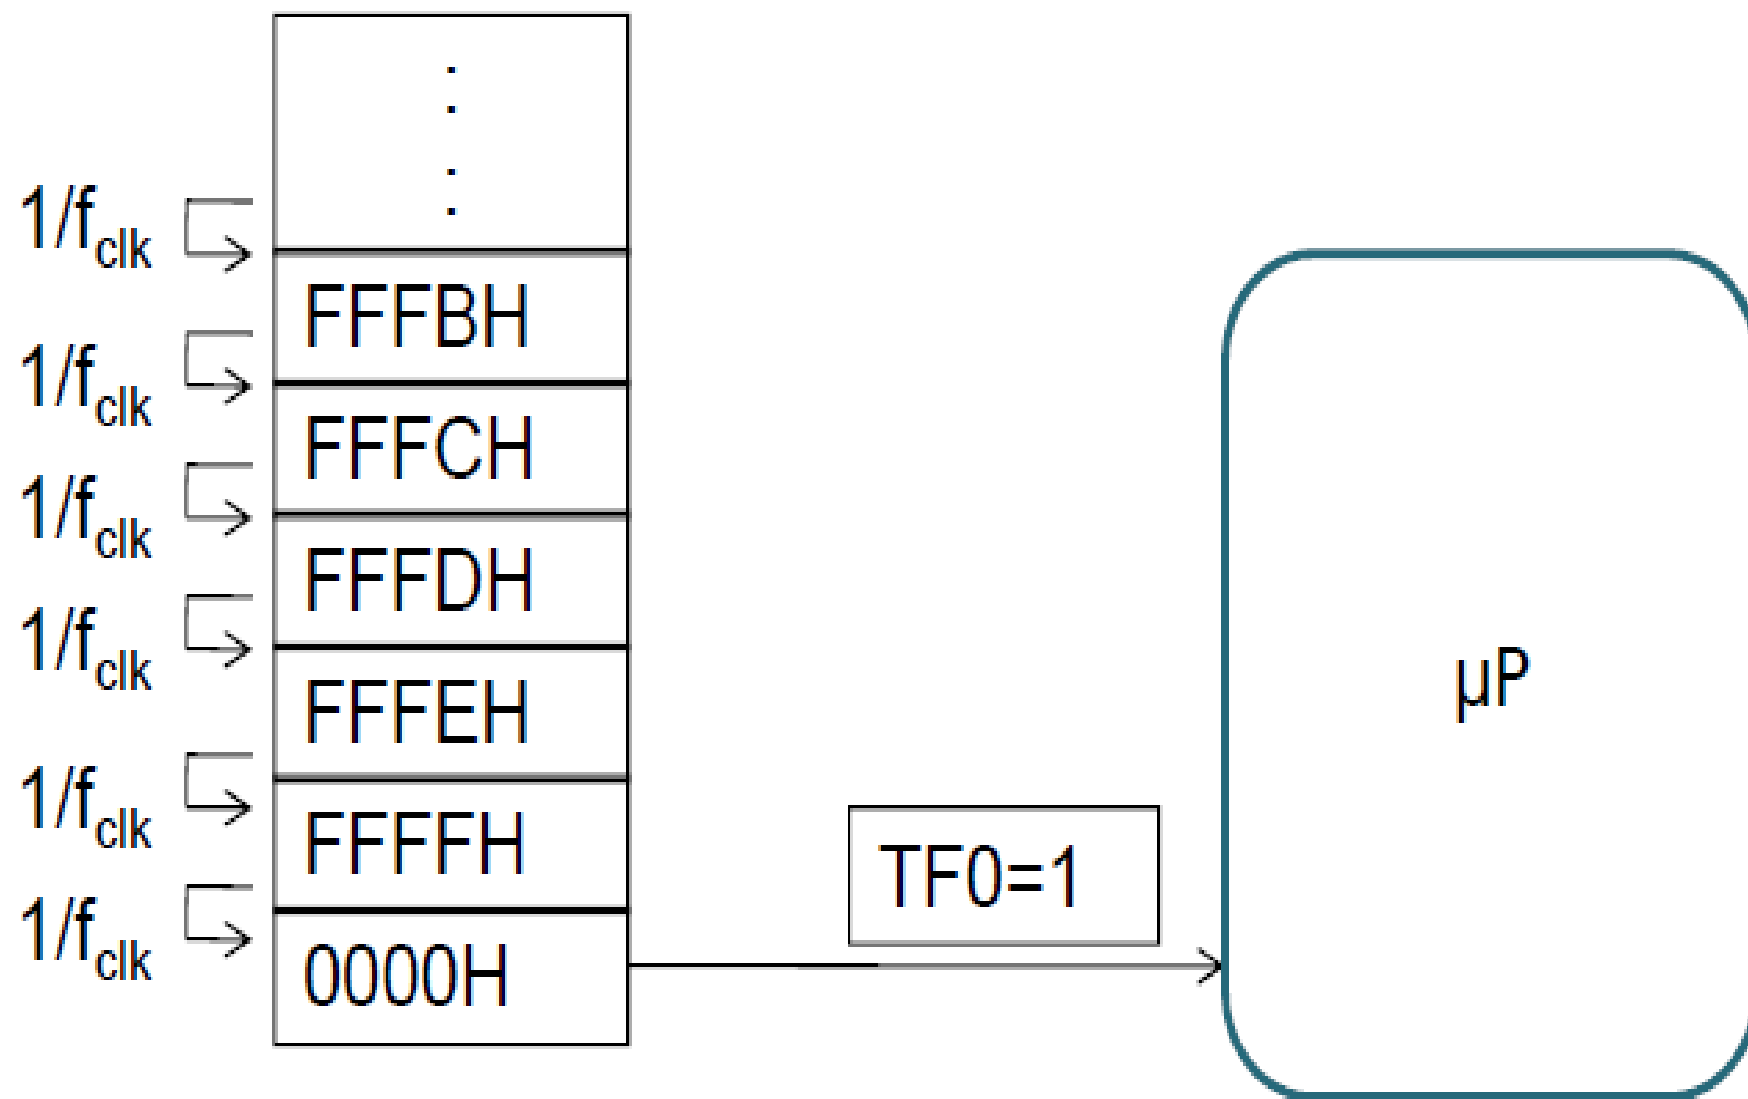 1/fclk
FFFBH
1/fclk
FFFCH
1/fclk
FFFDH
1/fclk
FFFEH
1/fclk
FFFFH
1/fclk
0000H
TF0=1
µP